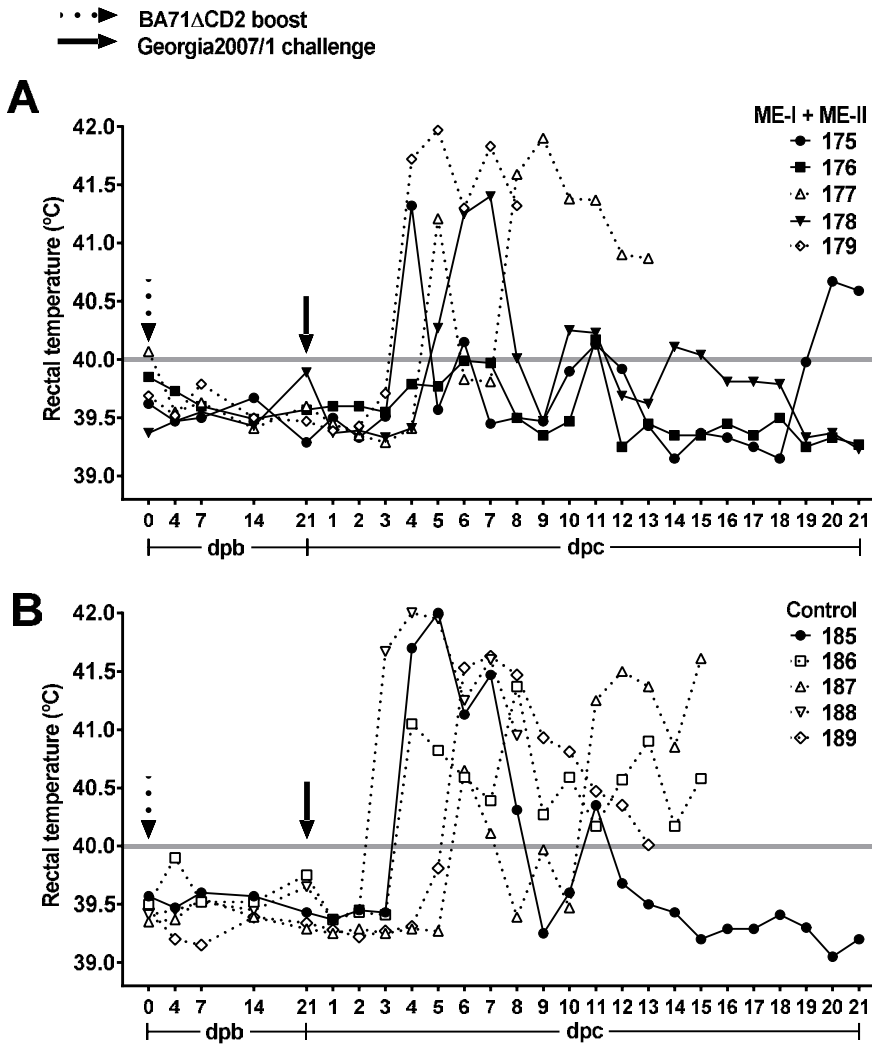 BA71ΔCD2 boost
Georgia2007/1 challenge
A
ME-I + ME-II
175
176
177
178
179
Rectal temperature (ºC)
42.0
41.5
41.0
40.5
40.0
39.5
39.0
0 4 7 14 21 1 2 3 4 5 6 7 8 9 10 11 12 13 14 15 16 17 18 19 20 21
dpb dpc
B
Control
185
186
187
188
189
Rectal temperature (ºC)
42.0
41.5
41.0
40.5
40.0
39.5
39.0
0 4 7 14 21 1 2 3 4 5 6 7 8 9 10 11 12 13 14 15 16 17 18 19 20 21
dpb dpc